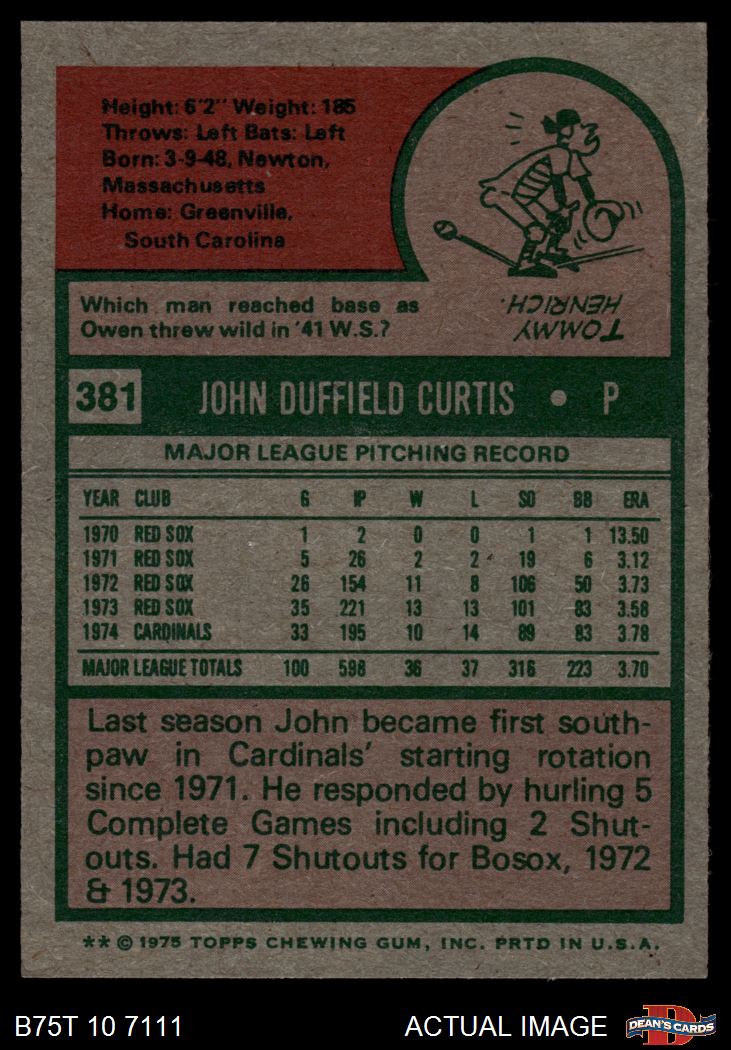 Height: 6'2" Weight: 185
Throws: Left Bats: Left
Born: 3-9-48, Newton,
Massachusetts
Home: Greenville,
South Carolina
Which man reached base as
Owen threw wild in '41 W.S.?
TOMMY
HENRICH.
381 JOHN DUFFIELD CURTIS • P
MAJOR LEAGUE PITCHING RECORD
YEAR CLUB G IP W L SO BB ERA
1970 RED SOX 1 2 0 0 1 1 13.50
1971 RED SOX 5 26 2 2 19 6 3.12
1972 RED SOX 26 154 11 8 106 50 3.73
1973 RED SOX 35 221 13 13 101 83 3.58
1974 CARDINALS 33 195 10 14 89 83 3.78
MAJOR LEAGUE TOTALS 100 598 36 37 316 223 3.70
Last season John became first south-
paw in Cardinals' starting rotation
since 1971. He responded by hurling 5
Complete Games including 2 Shut-
outs. Had 7 Shutouts for Bosox, 1972
& 1973.
** © 1975 TOPPS CHEWING GUM, INC. PRTD IN U.S.A.
B75T 10 7111 ACTUAL IMAGE DEAN'S CARDS